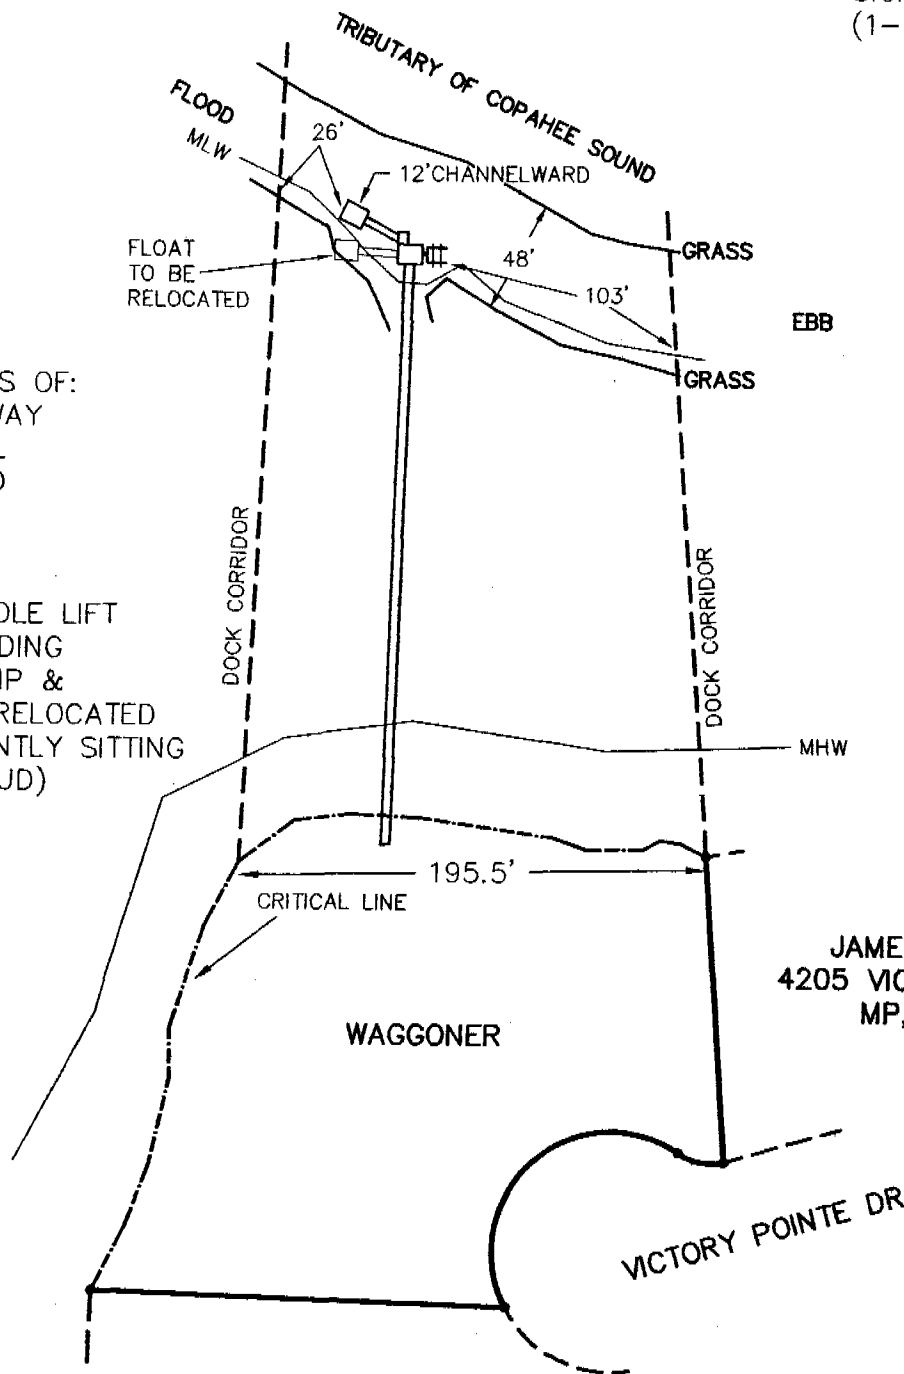 (1-
TRIBUTARY OF COPAHEE SOUND
FLOOD
MLW
26'
12'CHANNELWARD
FLOAT
TO BE
RELOCATED
48'
GRASS
103'
EBB
GRASS
S OF:
WAY
DOCK CORRIDOR
DOCK CORRIDOR
DLE LIFT
DING
IP &
RELOCATED
NTLY SITTING
UD)
MHW
195.5'
CRITICAL LINE
JAME
4205 VIC
MP,
WAGGONER
VICTORY POINTE DR